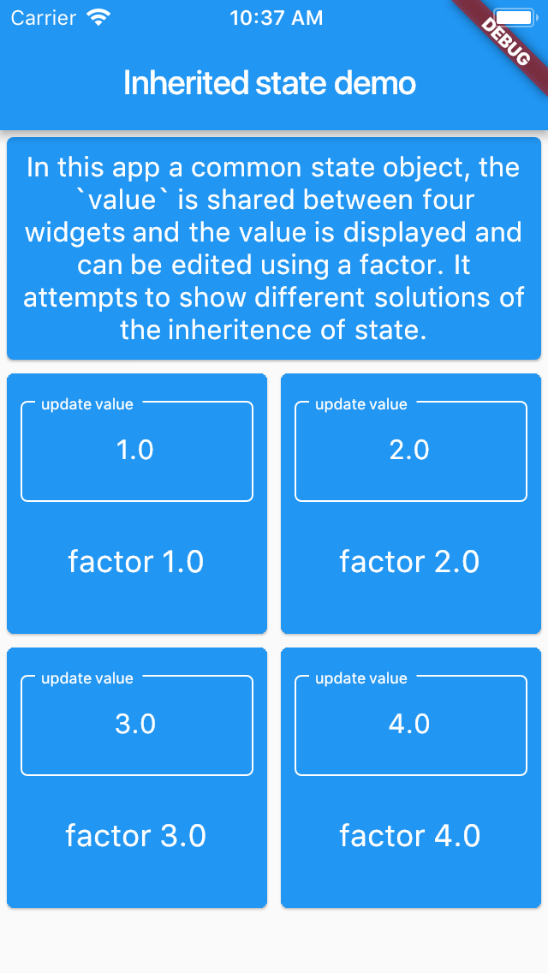 Carrier 10:37 AM
DEBUG
Inherited state demo
In this app a common state object, the
`value` is shared between four
widgets and the value is displayed and
can be edited using a factor. It
attempts to show different solutions of
the inheritence of state.
update value
1.0
factor 1.0
update value
2.0
factor 2.0
update value
3.0
factor 3.0
update value
4.0
factor 4.0